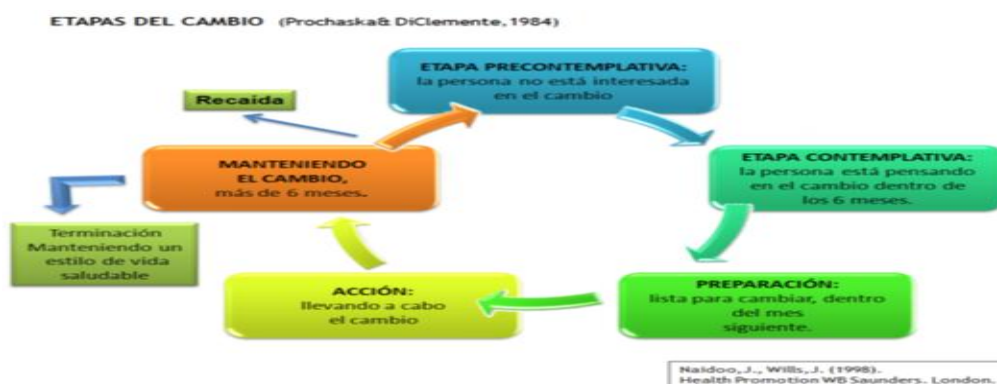 ETAPAS DEL CAMBIO (Prochaska& DiClemente,1984)
ETAPA PRECONTEMPLATIVA:
la persona no está interesada
en el cambio
Recaída
MANTENIENDO
EL CAMBIO,
más de 6 meses.
ETAPA CONTEMPLATIVA:
la persona está pensando
en el cambio dentro de
los 6 meses.
Terminación
Manteniendo un
estilo de vida
saludable
ACCIÓN:
llevando a cabo
el cambio
PREPARACIÓN:
lista para cambiar, dentro
del mes
siguiente.
Naidoo,J., Wills,J. (1998).
Health Promotion WB Saunders. London.